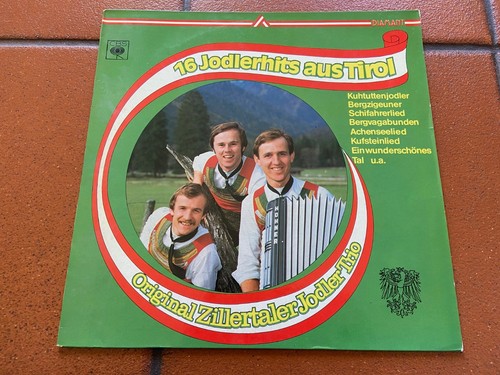 CBS
DIAMANT
16 Jodlerhits aus Tirol
Kuhtuttenjodler
Bergzigeuner
Schifahrerlied
Bergvagabunden
Achenseelied
Kufsteinlied
Ein wunderschönes
Tal u.a.
Original Zillertaler Jodler-Trio